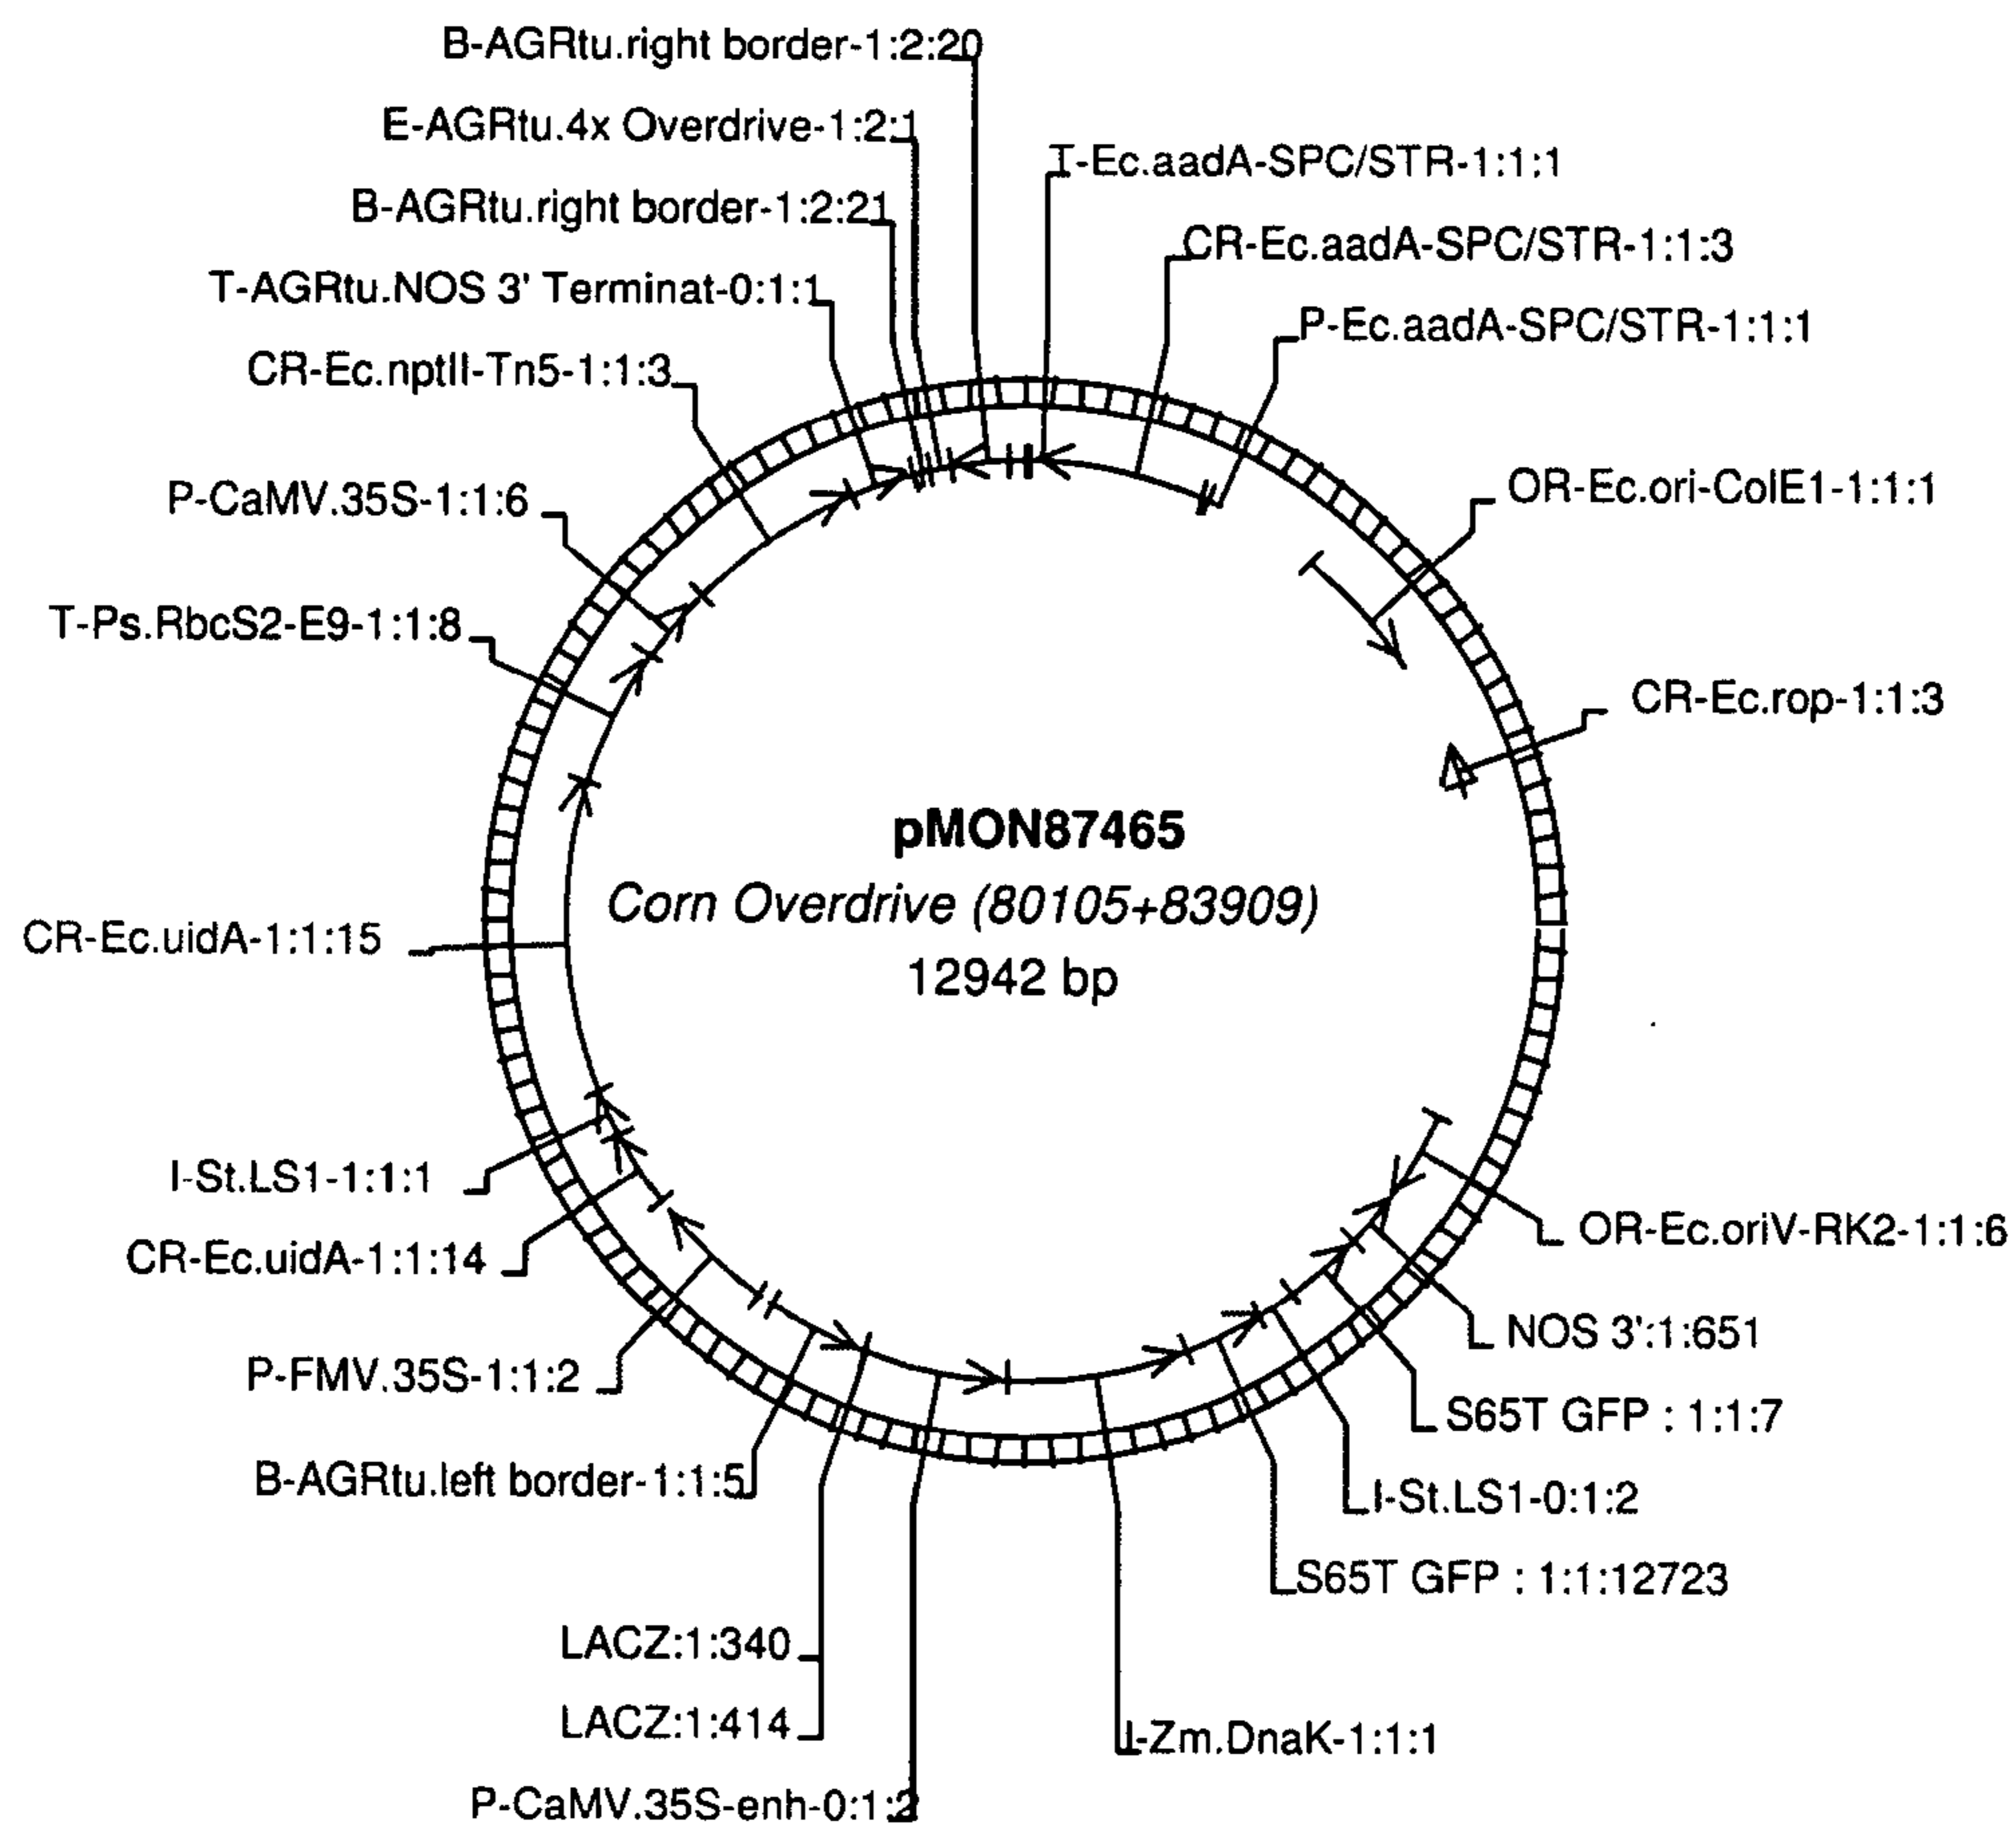 B-AGRtu.right border-1:2:20
E-AGRtu.4x Overdrive-1:2:1
I-Ec.aadA-SPC/STR-1:1:1
B-AGRtu.right border-1:2:21
CR-Ec.aadA-SPC/STR-1:1:3
T-AGRtu.NOS 3' Terminat-0:1:1
P-Ec.aadA-SPC/STR-1:1:1
CR-Ec.nptII-Tn5-1:1:3
P-CaMV.35S-1:1:6
OR-Ec.ori-ColE1-1:1:1
T-Ps.RbcS2-E9-1:1:8
CR-Ec.rop-1:1:3
pMON87465
Corn Overdrive (80105+83909)
12942 bp
CR-Ec.uidA-1:1:15
I-St.LS1-1:1:1
OR-Ec.oriV-RK2-1:1:6
CR-Ec.uidA-1:1:14
NOS 3':1:651
P-FMV.35S-1:1:2
S65T GFP : 1:1:7
B-AGRtu.left border-1:1:5
I-St.LS1-0:1:2
S65T GFP : 1:1:12723
LACZ:1:340
LACZ:1:414
I-Zm.DnaK-1:1:1
P-CaMV.35S-enh-0:1:2